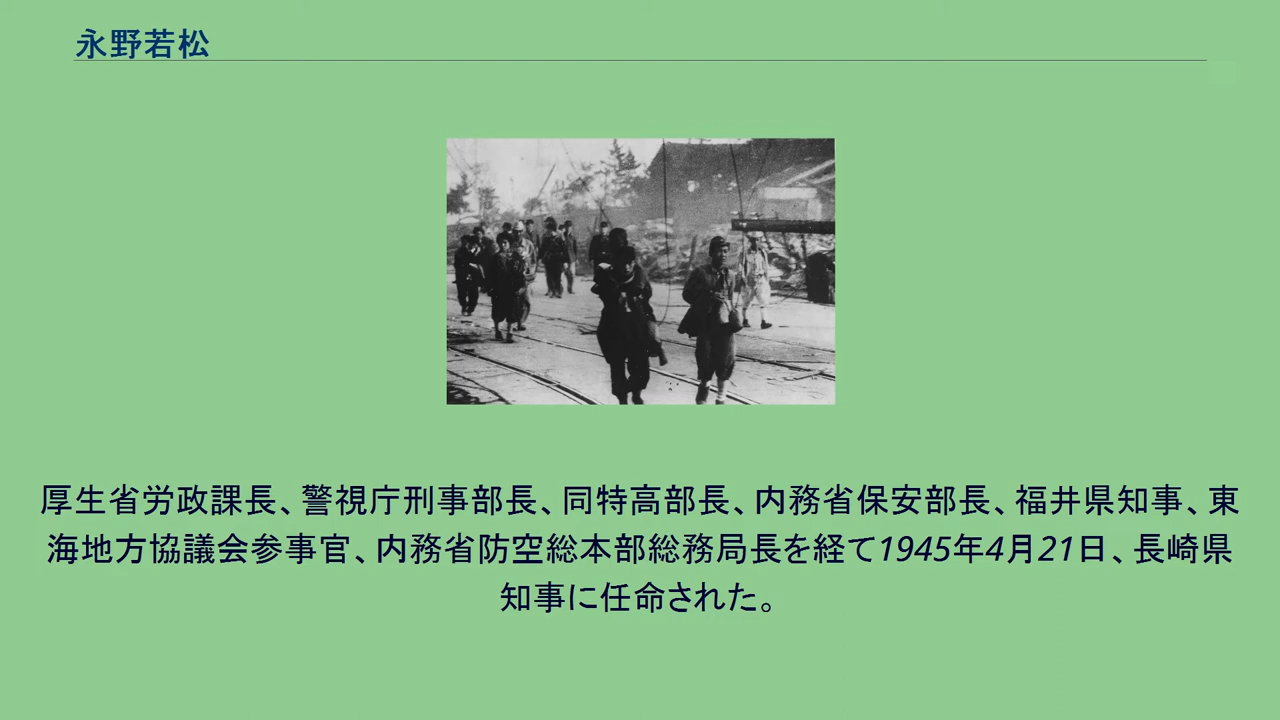 永野若松
厚生省労政課長、警視庁刑事部長、同特高部長、内務省保安部長、福井県知事、東
海地方協議会参事官、内務省防空総本部総務局長を経て1945年4月21日、長崎県
知事に任命された。